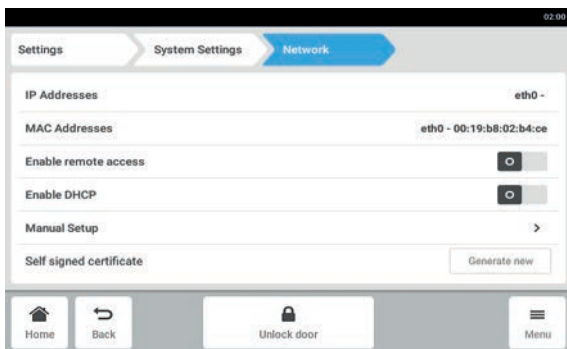 02:00
Settings System Settings Network
IP Addresses eth0 -
MAC Addresses eth0 - 00:19:b8:02:b4:ce
Enable remote access
Enable DHCP
Manual Setup
Self signed certificate Generate new
Home Back Unlock door Menu